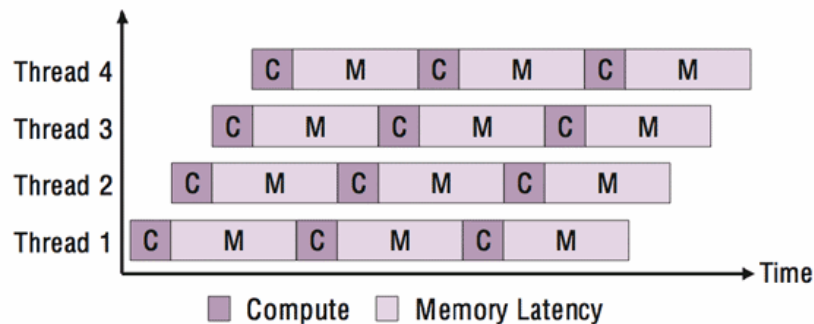 Thread 4 C M C M C M
Thread 3 C M C M C M
Thread 2 C M C M C M
Thread 1 C M C M C M
Time
Compute Memory Latency